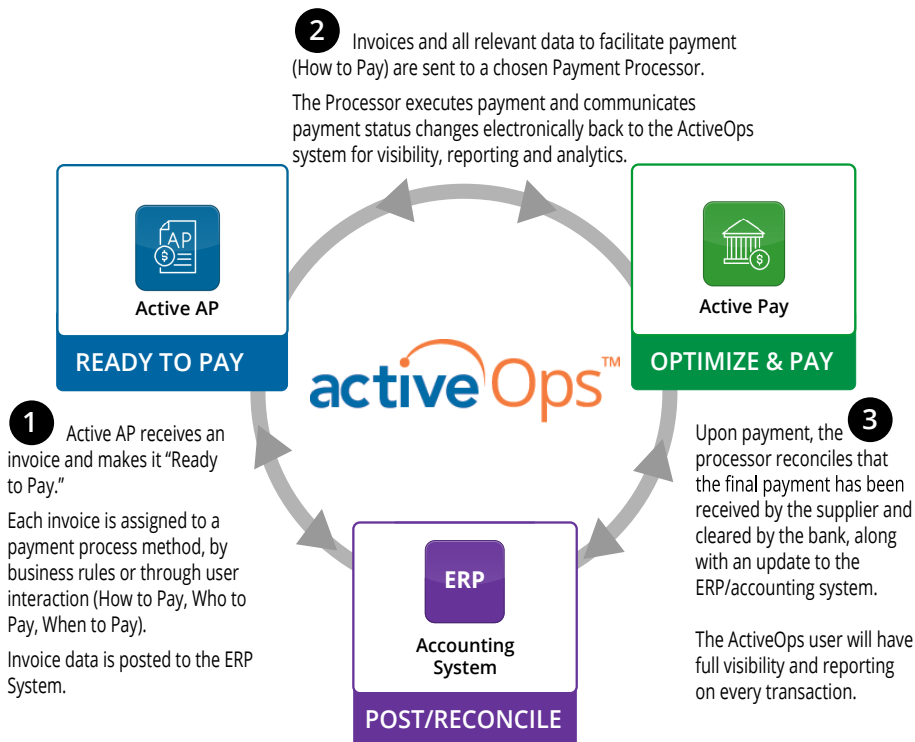 2
Invoices and all relevant data to facilitate payment
(How to Pay) are sent to a chosen Payment Processor.
The Processor executes payment and communicates
payment status changes electronically back to the ActiveOps
system for visibility, reporting and analytics.
AP
$
Active AP
READY TO PAY
$
Active Pay
OPTIMIZE & PAY
activeOps™
1
Active AP receives an
invoice and makes it “Ready
to Pay.”
Each invoice is assigned to a
payment process method, by
business rules or through user
interaction (How to Pay, Who to
Pay, When to Pay).
Invoice data is posted to the ERP
System.
ERP
Accounting
System
POST/RECONCILE
3
Upon payment, the
processor reconciles that
the final payment has been
received by the supplier and
cleared by the bank, along
with an update to the
ERP/accounting system.
The ActiveOps user will have
full visibility and reporting
on every transaction.